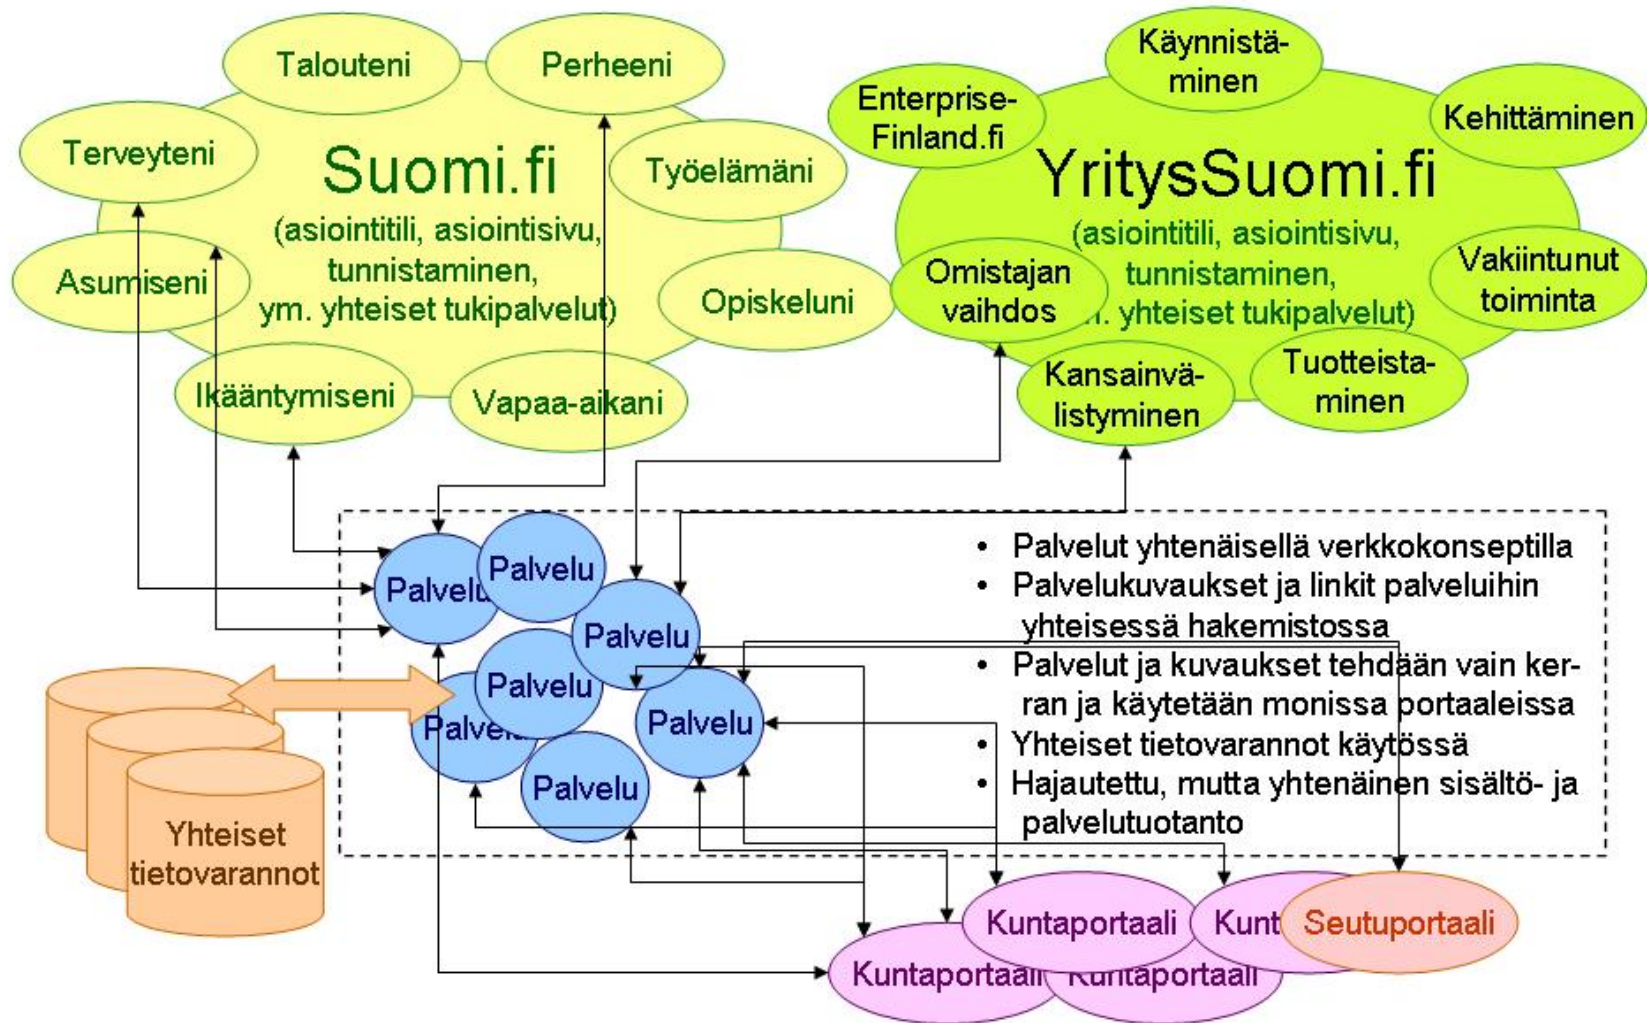 Talouteni
Perheeni
Terveyteni
Suomi.fi
Työelämäni
(asiointitili, asiointisivu,
tunnistaminen,
ym. yhteiset tukipalvelut)
Asumiseni
Opiskeluni
Ikääntymiseni
Vapaa-aikani
Käynnistä-
minen
Enterprise-
Finland.fi
Kehittäminen
YritysSuomi.fi
(asiointitili, asiointisivu,
tunnistaminen,
m. yhteiset tukipalvelut)
Omistajan
vaihdos
Vakiintunut
toiminta
Kansainvä-
listyminen
Tuotteista-
minen
Palvelu
Palvelu
Palvelu
Palvelu
Palvelu
Palvelu
Palvelu
• Palvelut yhtenäisellä verkkokonseptilla
• Palvelukuvaukset ja linkit palveluihin
yhteisessä hakemistossa
• Palvelut ja kuvaukset tehdään vain ker-
ran ja käytetään monissa portaaleissa
• Yhteiset tietovarannot käytössä
• Hajautettu, mutta yhtenäinen sisältö- ja
palvelutuotanto
Yhteiset
tietovarannot
Kuntaportaali
Kunt
Seutuportaali
Kuntaportaali
Kuntaportaali